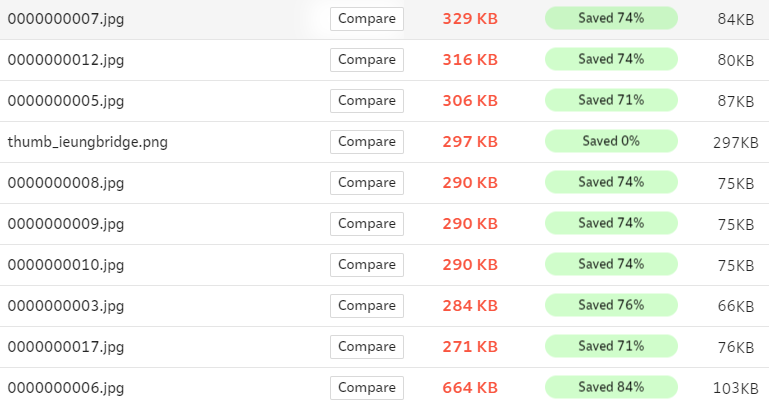 0000000007.jpg Compare 329 KB Saved 74% 84KB
0000000012.jpg Compare 316 KB Saved 74% 80KB
0000000005.jpg Compare 306 KB Saved 71% 87KB
thumb_ieungbridge.png Compare 297 KB Saved 0% 297KB
0000000008.jpg Compare 290 KB Saved 74% 75KB
0000000009.jpg Compare 290 KB Saved 74% 75KB
0000000010.jpg Compare 290 KB Saved 74% 75KB
0000000003.jpg Compare 284 KB Saved 76% 66KB
0000000017.jpg Compare 271 KB Saved 71% 76KB
0000000006.jpg Compare 664 KB Saved 84% 103KB